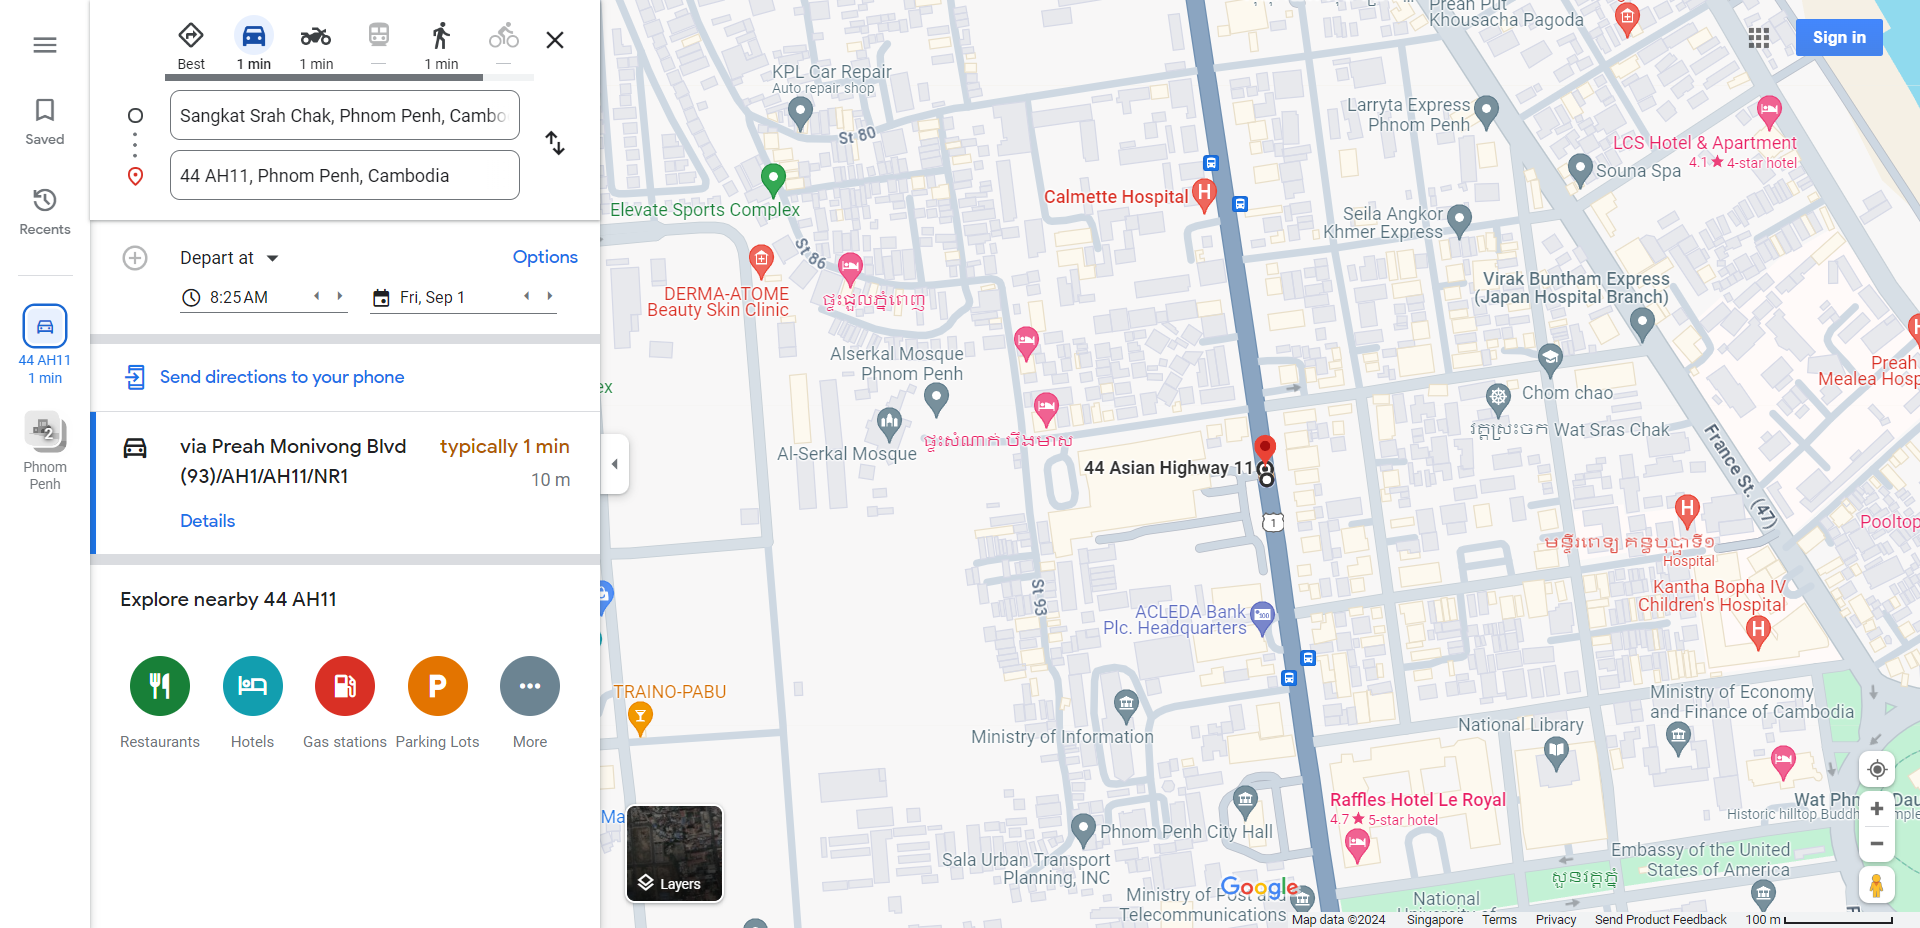 Best
1 min
1 min
—
1 min
—
Sangkat Srah Chak, Phnom Penh, Cambo
44 AH11, Phnom Penh, Cambodia
Saved
Recents
44 AH11
1 min
2
Phnom
Penh
Depart at
Options
8:25 AM
Fri, Sep 1
Send directions to your phone
via Preah Monivong Blvd
(93)/AH1/AH11/NR1
typically 1 min
10 m
Details
Explore nearby 44 AH11
Restaurants
Hotels
Gas stations
P
Parking Lots
More
Sign in
Preah Put
Khousacha Pagoda
KPL Car Repair
Auto repair shop
St 80
Larryta Express
Phnom Penh
LCS Hotel & Apartment
4.1★ 4-star hotel
Souna Spa
Elevate Sports Complex
Calmette Hospital
H
Seila Angkor
Khmer Express
St 86
DERMA-ATOME
Beauty Skin Clinic
ផ្ទះជួលភ្នំពេញ
Virak Buntham Express
(Japan Hospital Branch)
Alserkal Mosque
Phnom Penh
ex
Preah
Mealea Hosp
Chom chao
ផ្ទះសំណាក់ បឹងមាស
វត្តស្រះចក Wat Sras Chak
Al-Serkal Mosque
44 Asian Highway 11
France St. (47)
1
H
Pooltop
មន្ទីរពេទ្យ គន្ធបុប្ផាទី១
Hospital
St 93
Kantha Bopha IV
Children's Hospital
H
ACLEDA Bank
Plc. Headquarters
TRAINO-PABU
Ministry of Information
National Library
Ministry of Economy
and Finance of Cambodia
Raffles Hotel Le Royal
4.7★ 5-star hotel
Wat Phn
Dau
Historic hilltop Buddh
mple
Ma
Phnom Penh City Hall
Sala Urban Transport
Planning, INC
Embassy of the United
States of America
សួនវត្តភ្នំ
Ministry of Post and
Telecommunications
National
University of
Layers
Google
Map data ©2024
Singapore
Terms
Privacy
Send Product Feedback
100 m